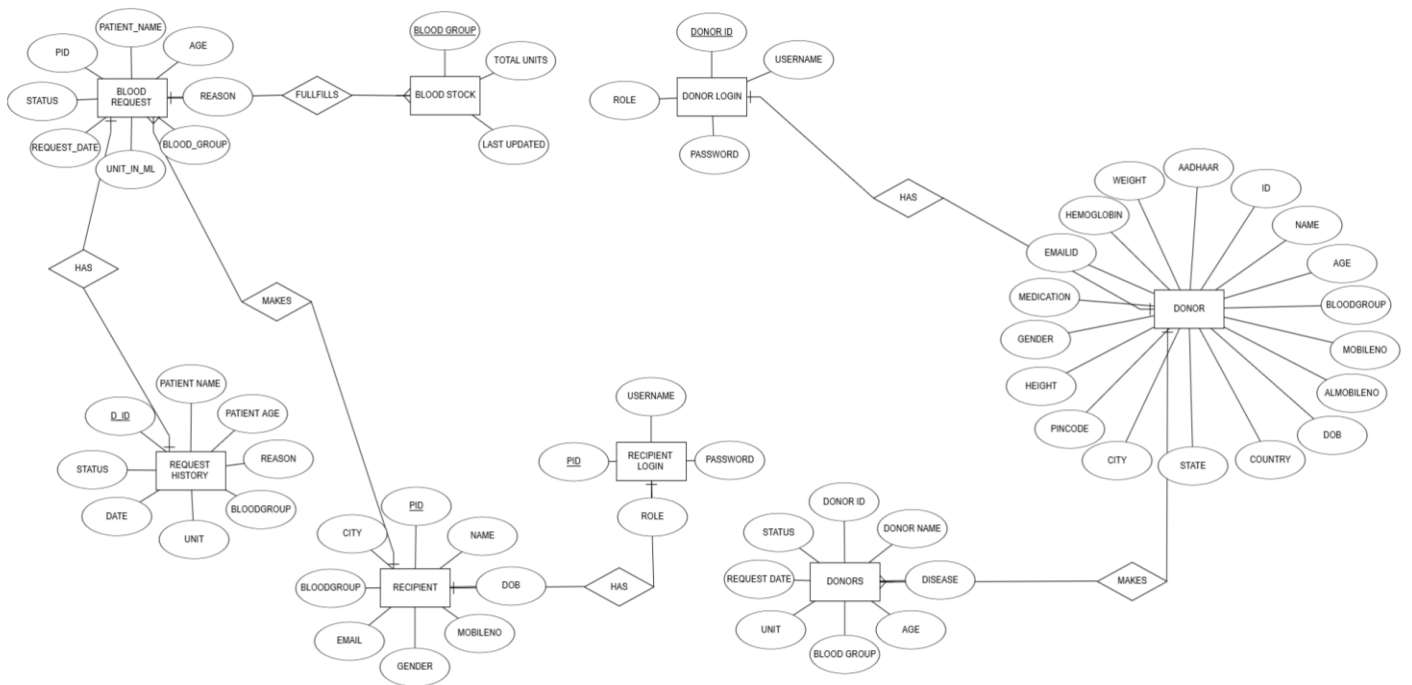 PATIENT_NAME
PID
AGE
STATUS
BLOOD
REQUEST
REASON
REQUEST_DATE
UNIT_IN_ML
BLOOD_GROUP
FULLFILLS
BLOOD GROUP
TOTAL UNITS
BLOOD STOCK
LAST UPDATED
DONOR ID
USERNAME
ROLE
DONOR LOGIN
PASSWORD
HAS
AADHAAR
WEIGHT
ID
HEMOGLOBIN
NAME
EMAILID
AGE
MEDICATION
DONOR
BLOODGROUP
GENDER
MOBILENO
HEIGHT
ALMOBILENO
PINCODE
DOB
CITY
STATE
COUNTRY
HAS
MAKES
PATIENT NAME
D_ID
PATIENT AGE
STATUS
REQUEST
HISTORY
REASON
DATE
BLOODGROUP
UNIT
USERNAME
PID
RECIPIENT
LOGIN
PASSWORD
ROLE
PID
CITY
NAME
BLOODGROUP
RECIPIENT
DOB
EMAIL
MOBILENO
GENDER
HAS
DONOR ID
STATUS
DONOR NAME
REQUEST DATE
DONORS
DISEASE
UNIT
AGE
BLOOD GROUP
MAKES